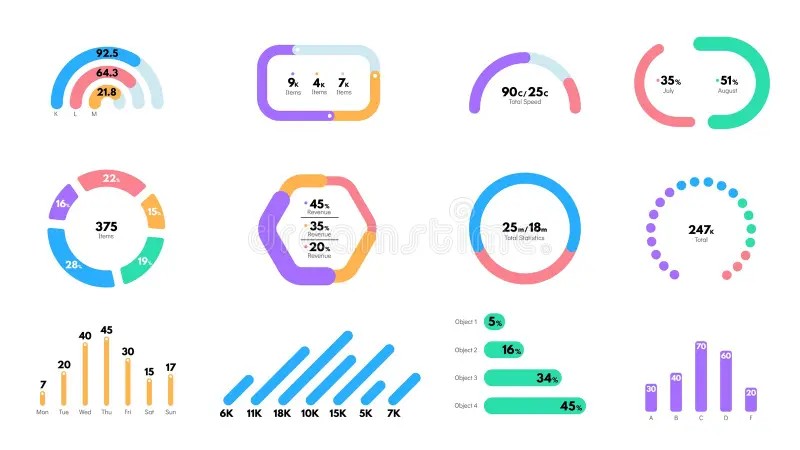 92.5
64.3
21.8
K L M
9K 4K 7K
Items Items Items
90c/25c
Total Speed
35% 51%
July August
22%
16%
15%
375
Items
28%
19%
45%
Revenue
35%
Revenue
20%
Revenue
25m/18m
Total Statistics
247K
Total
dreamstime
7 20 40 45 30 15 17
Mon Tue Wed Thu Fri Sat Sun
6K 11K 18K 10K 15K 5K 7K
Object 1 5%
Object 2 16%
Object 3 34%
Object 4 45%
30 40 70 60 20
A B C D F